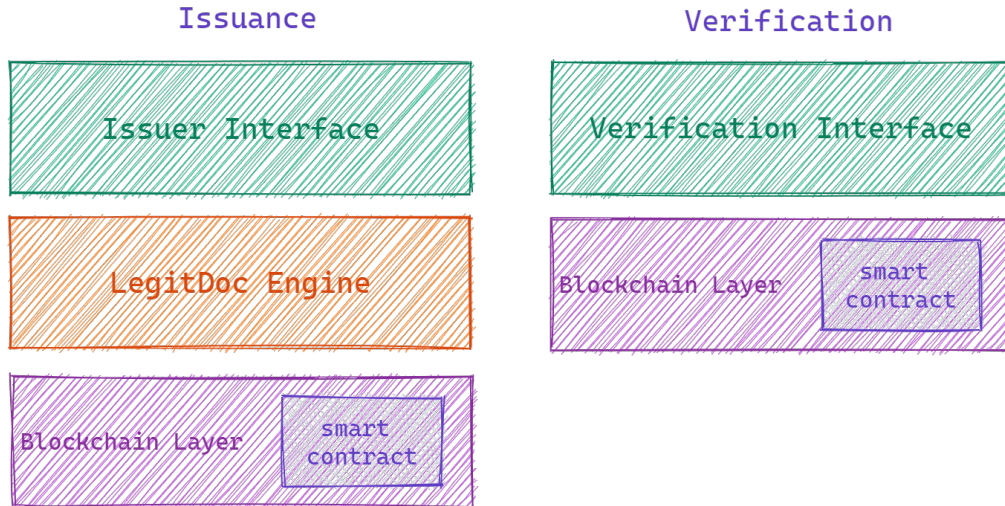 Issuance
Issuer Interface
LegitDoc Engine
Blockchain Layer
smart
contract
Verification
Verification Interface
Blockchain Layer
smart
contract